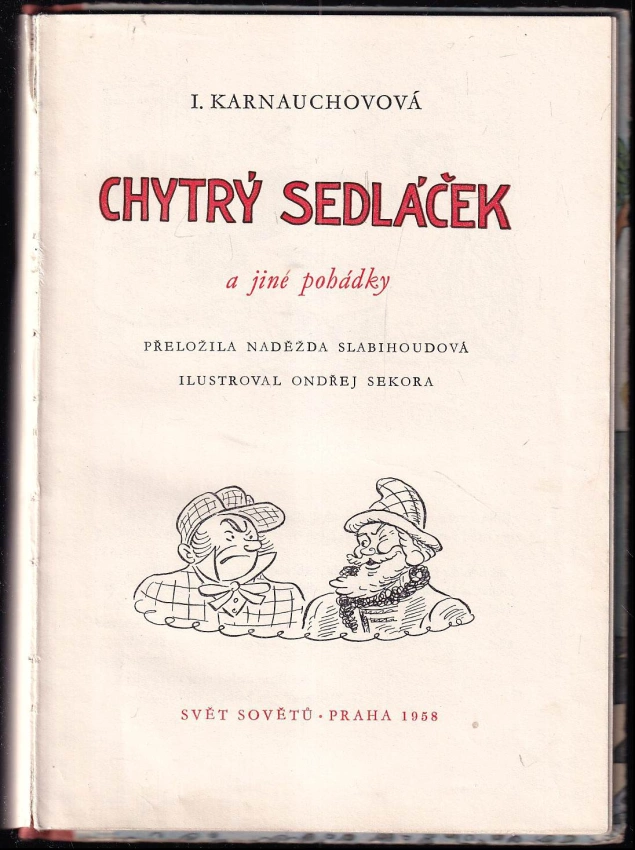 I. KARNAUCHOVOVÁ
CHYTRÝ SEDLÁČEK
a jiné pohádky
PŘELOŽILA NADĚŽDA SLABIHOUDOVÁ
ILUSTROVAL ONDŘEJ SEKORA
SVĚT SOVĚTŮ • PRAHA 1958